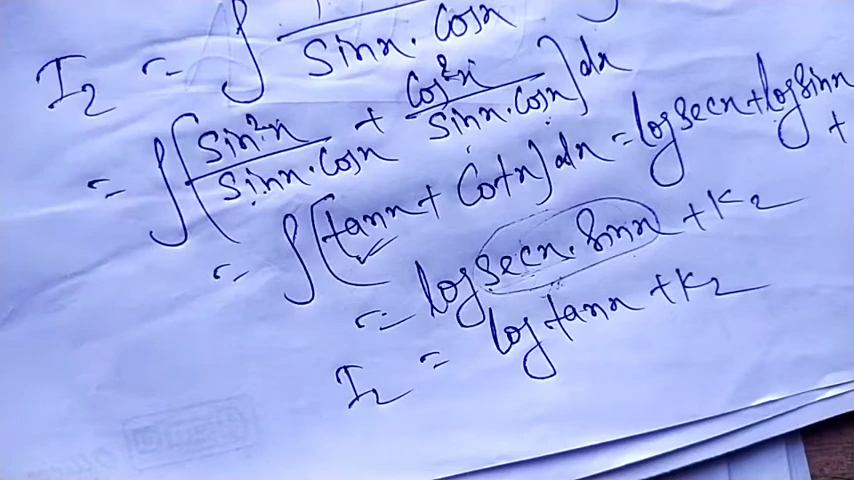 I₂ = ∫ ――― sinx. cosx
= ∫ [ sin²x / sinx.cosx + cos²x / sinx.cosx ] dx
= ∫ [tanx + cotx] dx = log secx + log sinx +
= log secx. sinx + K₂
I₂ = log tanx + K₂